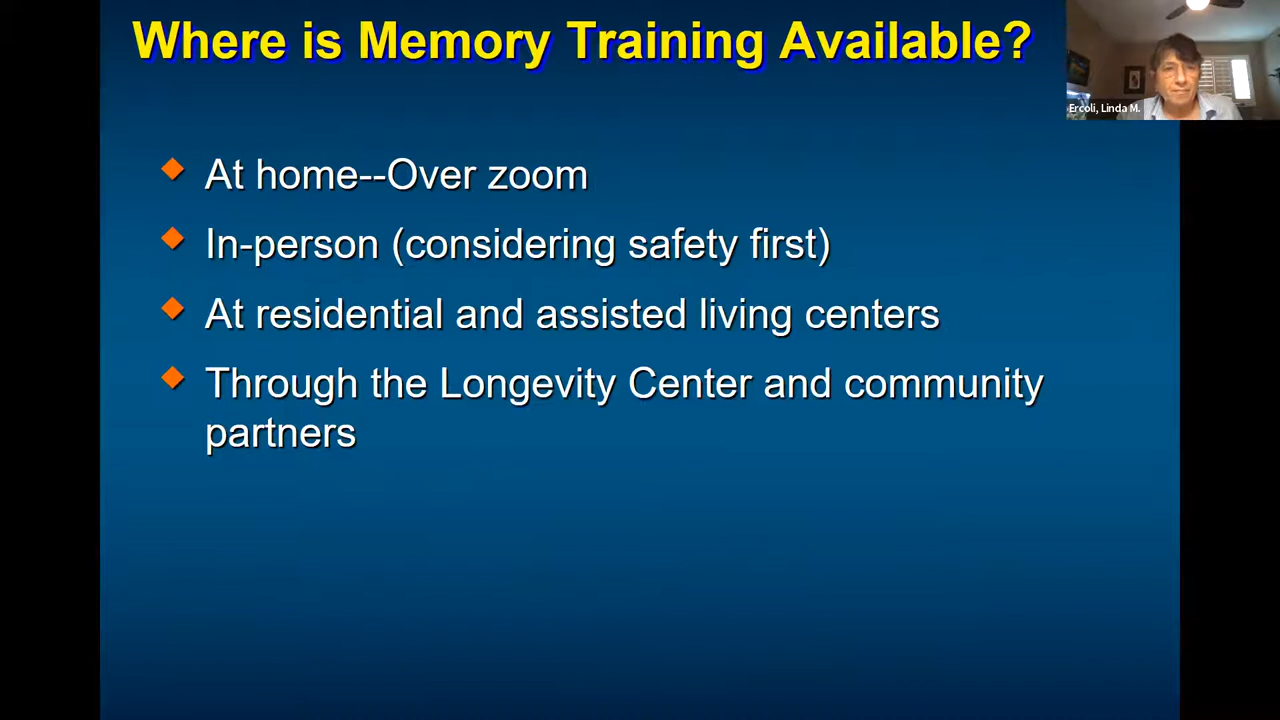 Where is Memory Training Available?
Ercoli, Linda M.
At home--Over zoom
In-person (considering safety first)
At residential and assisted living centers
Through the Longevity Center and community
partners